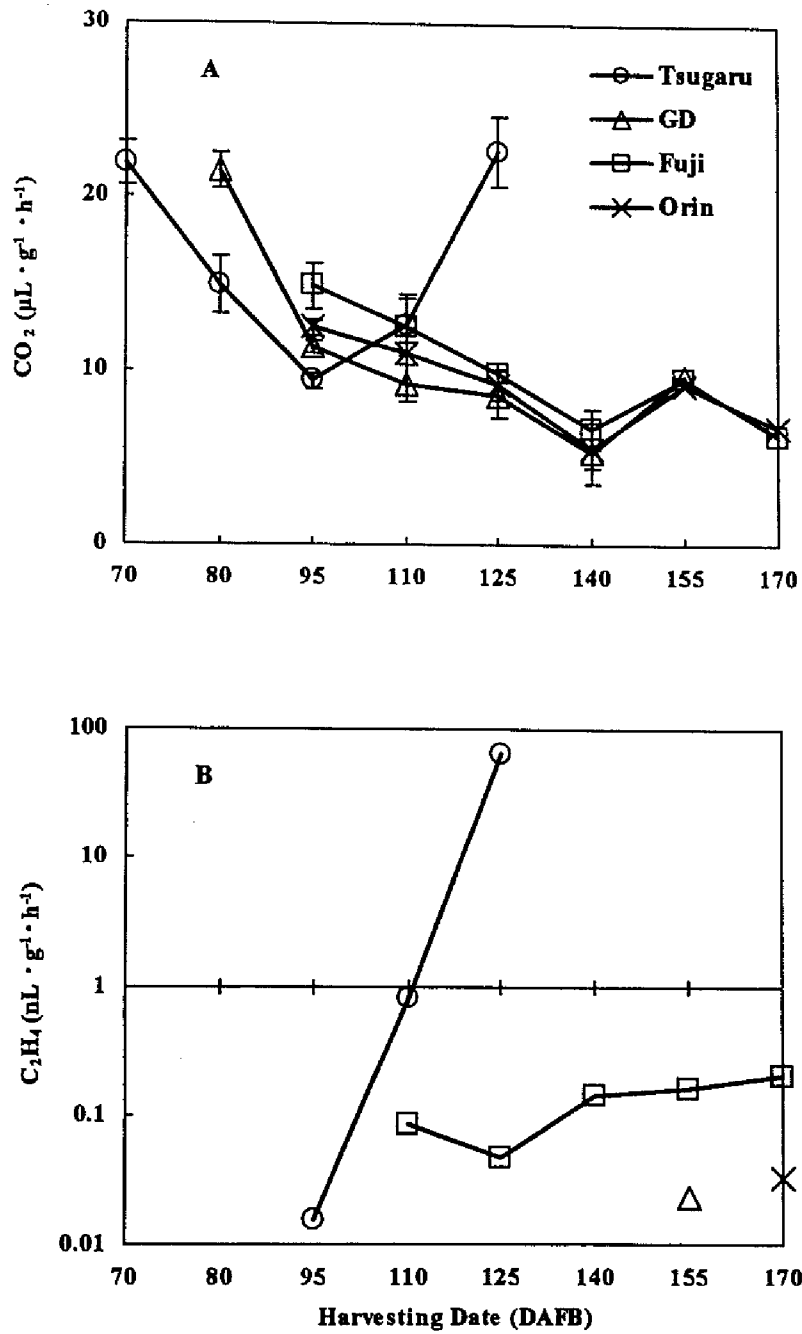 30
A
Tsugaru
GD
Fuji
Orin
20
10
0
CO₂ (µL・g⁻¹・h⁻¹)
70 80 95 110 125 140 155 170
100
B
10
1
0.1
0.01
C₂H₄ (nL・g⁻¹・h⁻¹)
70 80 95 110 125 140 155 170
Harvesting Date (DAFB)